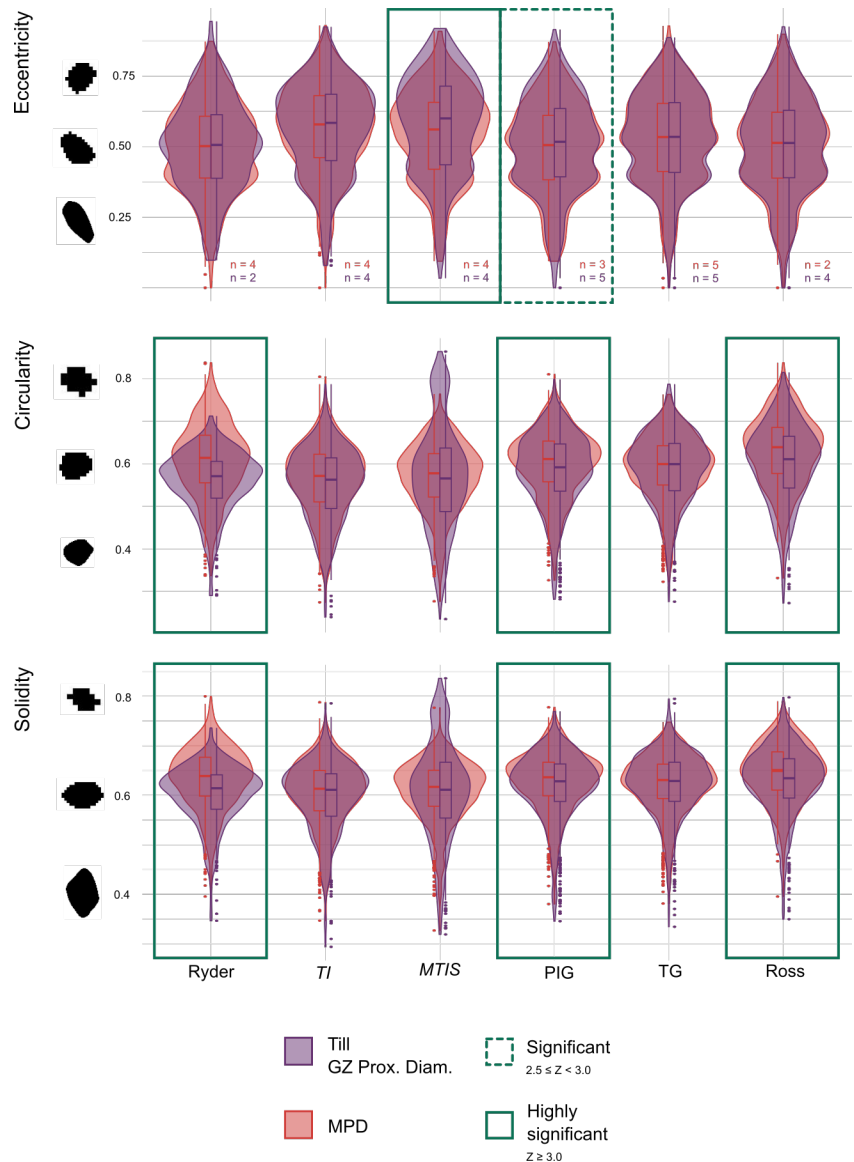 Eccentricity
0.75
0.50
0.25
n = 4
n = 2
n = 4
n = 4
n = 4
n = 4
n = 3
n = 5
n = 5
n = 5
n = 2
n = 4
Circularity
0.8
0.6
0.4
Solidity
0.8
0.6
0.4
Ryder TI MTIS PIG TG Ross
Till
GZ Prox. Diam.
Significant
2.5 ≤ Z < 3.0
MPD
Highly
significant
Z ≥ 3.0